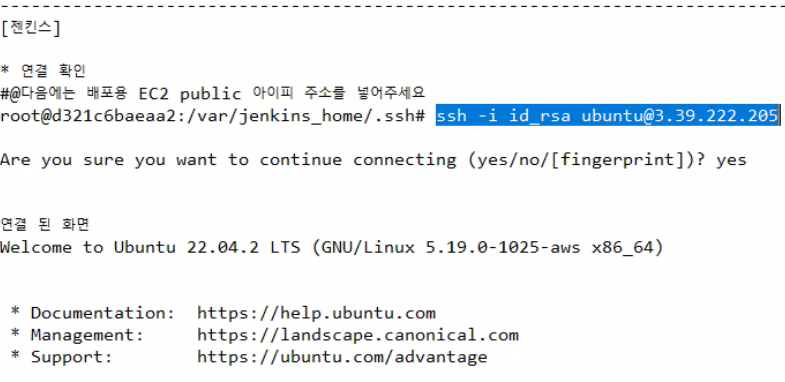 --------------------------------------------------------------------------------
[젠킨스]
* 연결 확인
#@다음에는 배포용 EC2 public 아이피 주소를 넣어주세요
root@d321c6baeaa2:/var/jenkins_home/.ssh# ssh -i id_rsa ubuntu@3.39.222.205
Are you sure you want to continue connecting (yes/no/[fingerprint])? yes
연결 된 화면
Welcome to Ubuntu 22.04.2 LTS (GNU/Linux 5.19.0-1025-aws x86_64)
* Documentation:  https://help.ubuntu.com
* Management:     https://landscape.canonical.com
* Support:        https://ubuntu.com/advantage